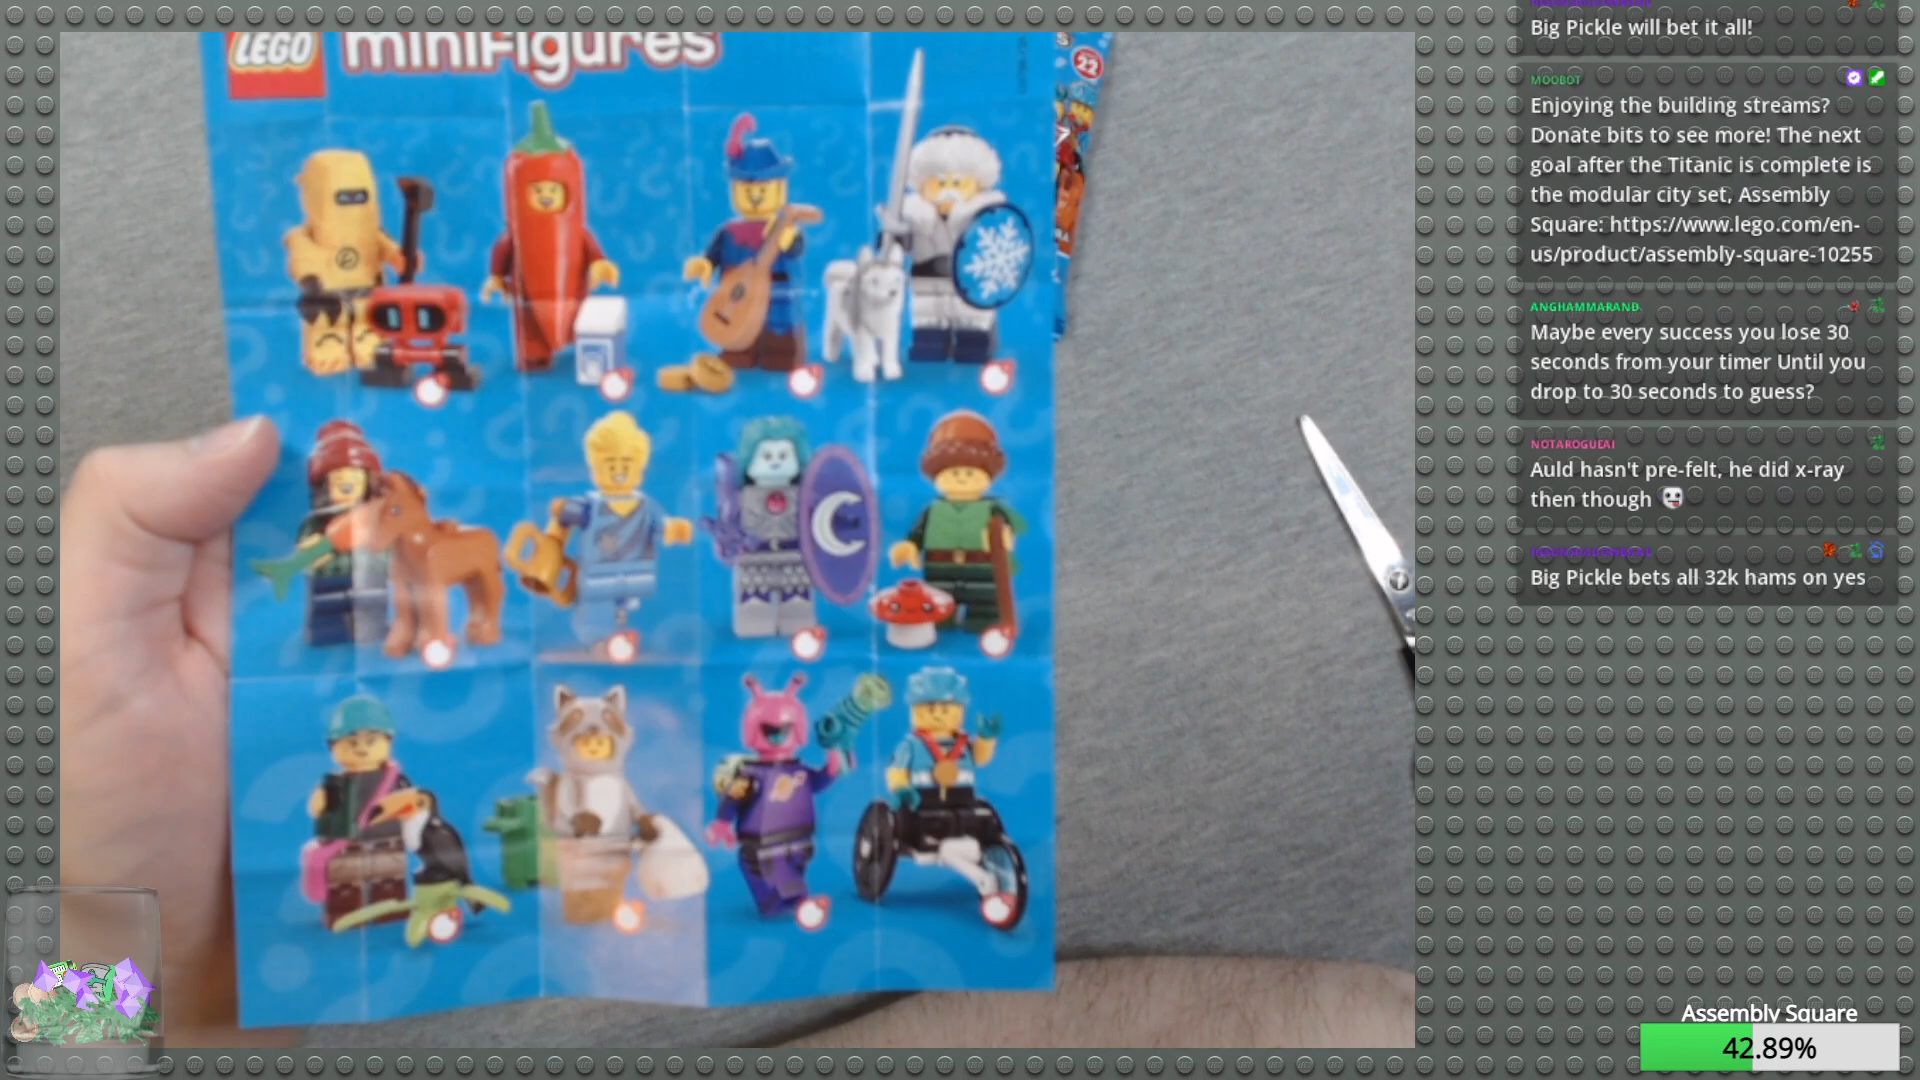 LEGO
miniFigures
22
Big Pickle will bet it all!
MOOBOT
Enjoying the building streams?
Donate bits to see more! The next
goal after the Titanic is complete is
the modular city set, Assembly
Square: https://www.lego.com/en-
us/product/assembly-square-10255
ANGHAMMARAND
Maybe every success you lose 30
seconds from your timer Until you
drop to 30 seconds to guess?
NOTAROGUEAI
Auld hasn't pre-felt, he did x-ray
then though
Big Pickle bets all 32k hams on yes
Assembly Square
42.89%